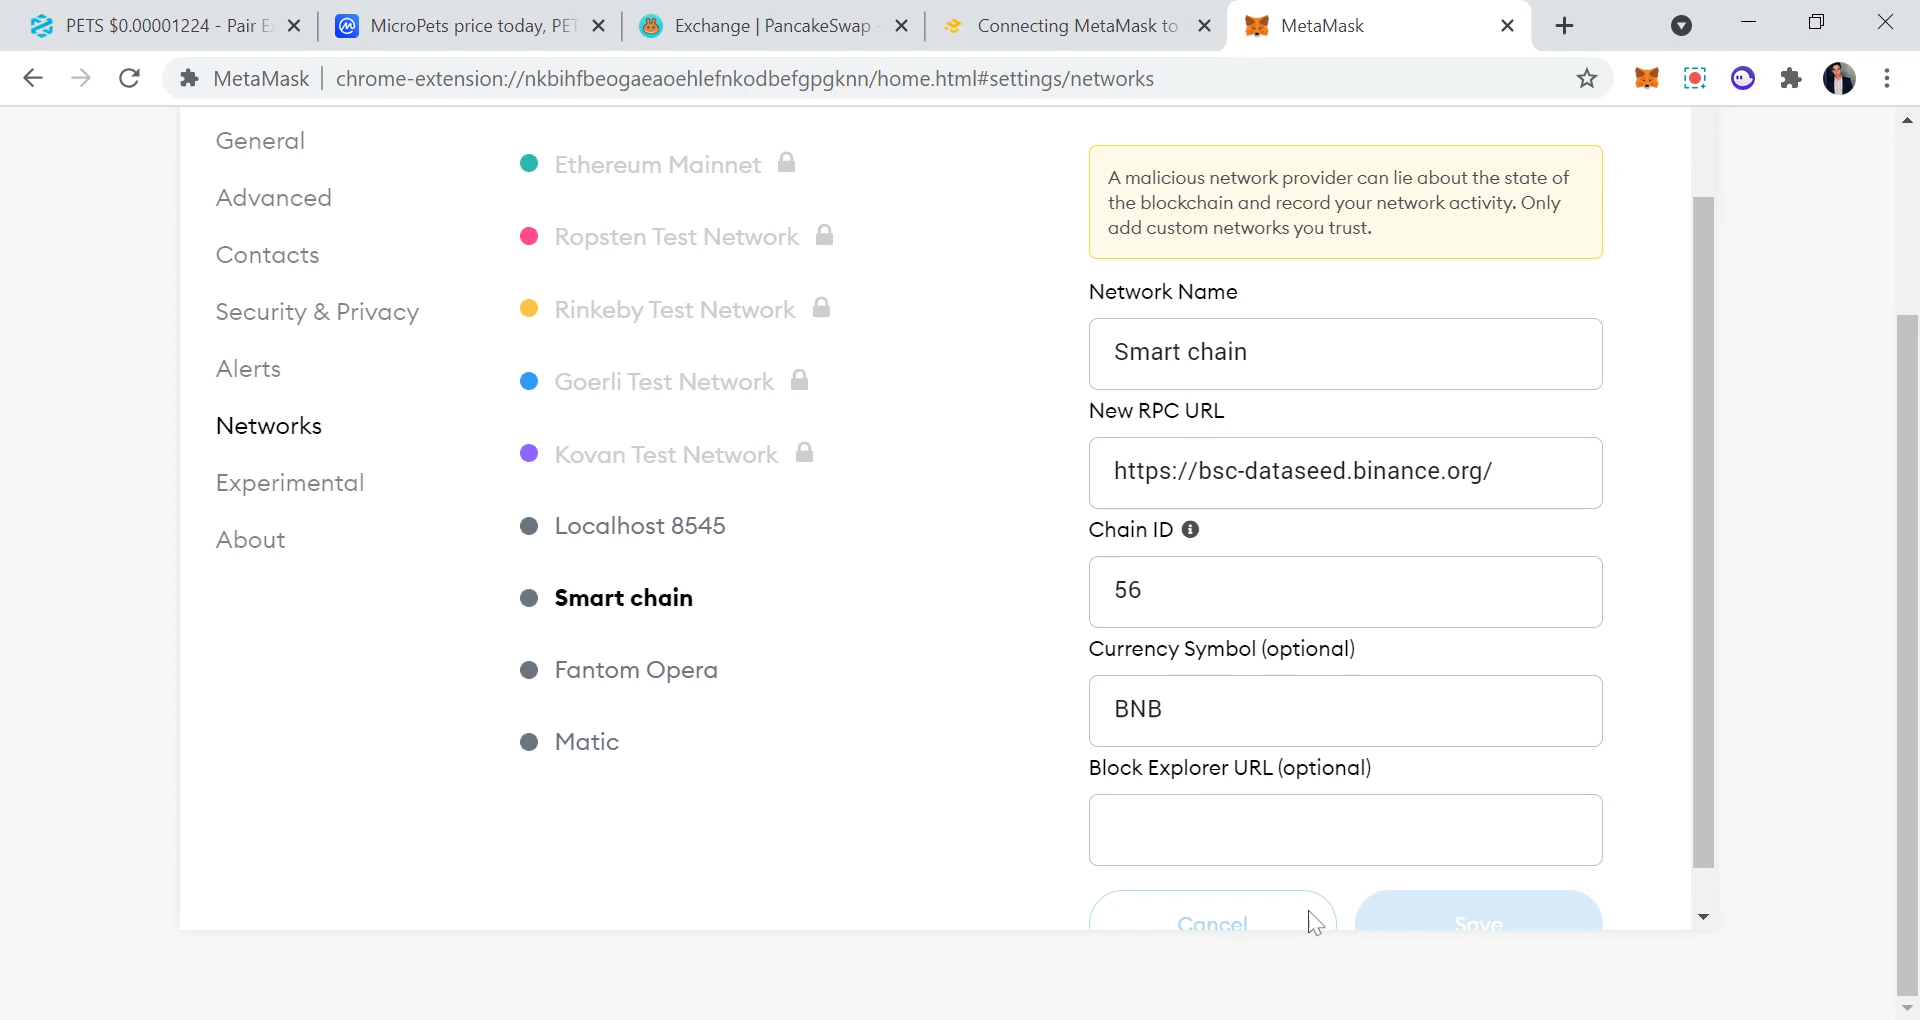 PETS $0.00001224 - Pair E
MicroPets price today, PET
Exchange | PancakeSwap -
Connecting MetaMask to
MetaMask
MetaMask
chrome-extension://nkbihfbeogaeaoehlefnkodbefgpgknn/home.html#settings/networks
General
Advanced
Contacts
Security & Privacy
Alerts
Networks
Experimental
About
Ethereum Mainnet
Ropsten Test Network
Rinkeby Test Network
Goerli Test Network
Kovan Test Network
Localhost 8545
Smart chain
Fantom Opera
Matic
A malicious network provider can lie about the state of
the blockchain and record your network activity. Only
add custom networks you trust.
Network Name
Smart chain
New RPC URL
https://bsc-dataseed.binance.org/
Chain ID
56
Currency Symbol (optional)
BNB
Block Explorer URL (optional)
Cancel
Save